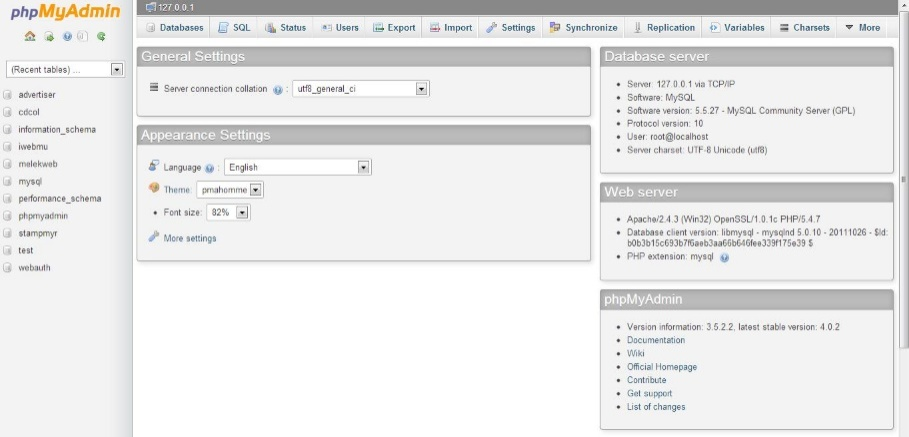 phpMyAdmin
(Recent tables) ...
advertiser
cdcol
information_schema
iwebmu
melekweb
mysql
performance_schema
phpmyadmin
stampmyr
test
webauth
127.0.0.1
Databases SQL Status Users Export Import Settings Synchronize Replication Variables Charsets More
General Settings
Server connection collation : utf8_general_ci
Appearance Settings
Language : English
Theme: pmahomme
Font size: 82%
More settings
Database server
Server: 127.0.0.1 via TCP/IP
Software: MySQL
Software version: 5.5.27 - MySQL Community Server (GPL)
Protocol version: 10
User: root@localhost
Server charset: UTF-8 Unicode (utf8)
Web server
Apache/2.4.3 (Win32) OpenSSL/1.0.1c PHP/5.4.7
Database client version: libmysql - mysqlnd 5.0.10 - 20111026 - $Id:
b0b3b15c693b7f6aeb3aa66b646fee339f175e39 $
PHP extension: mysql
phpMyAdmin
Version information: 3.5.2.2, latest stable version: 4.0.2
Documentation
Wiki
Official Homepage
Contribute
Get support
List of changes